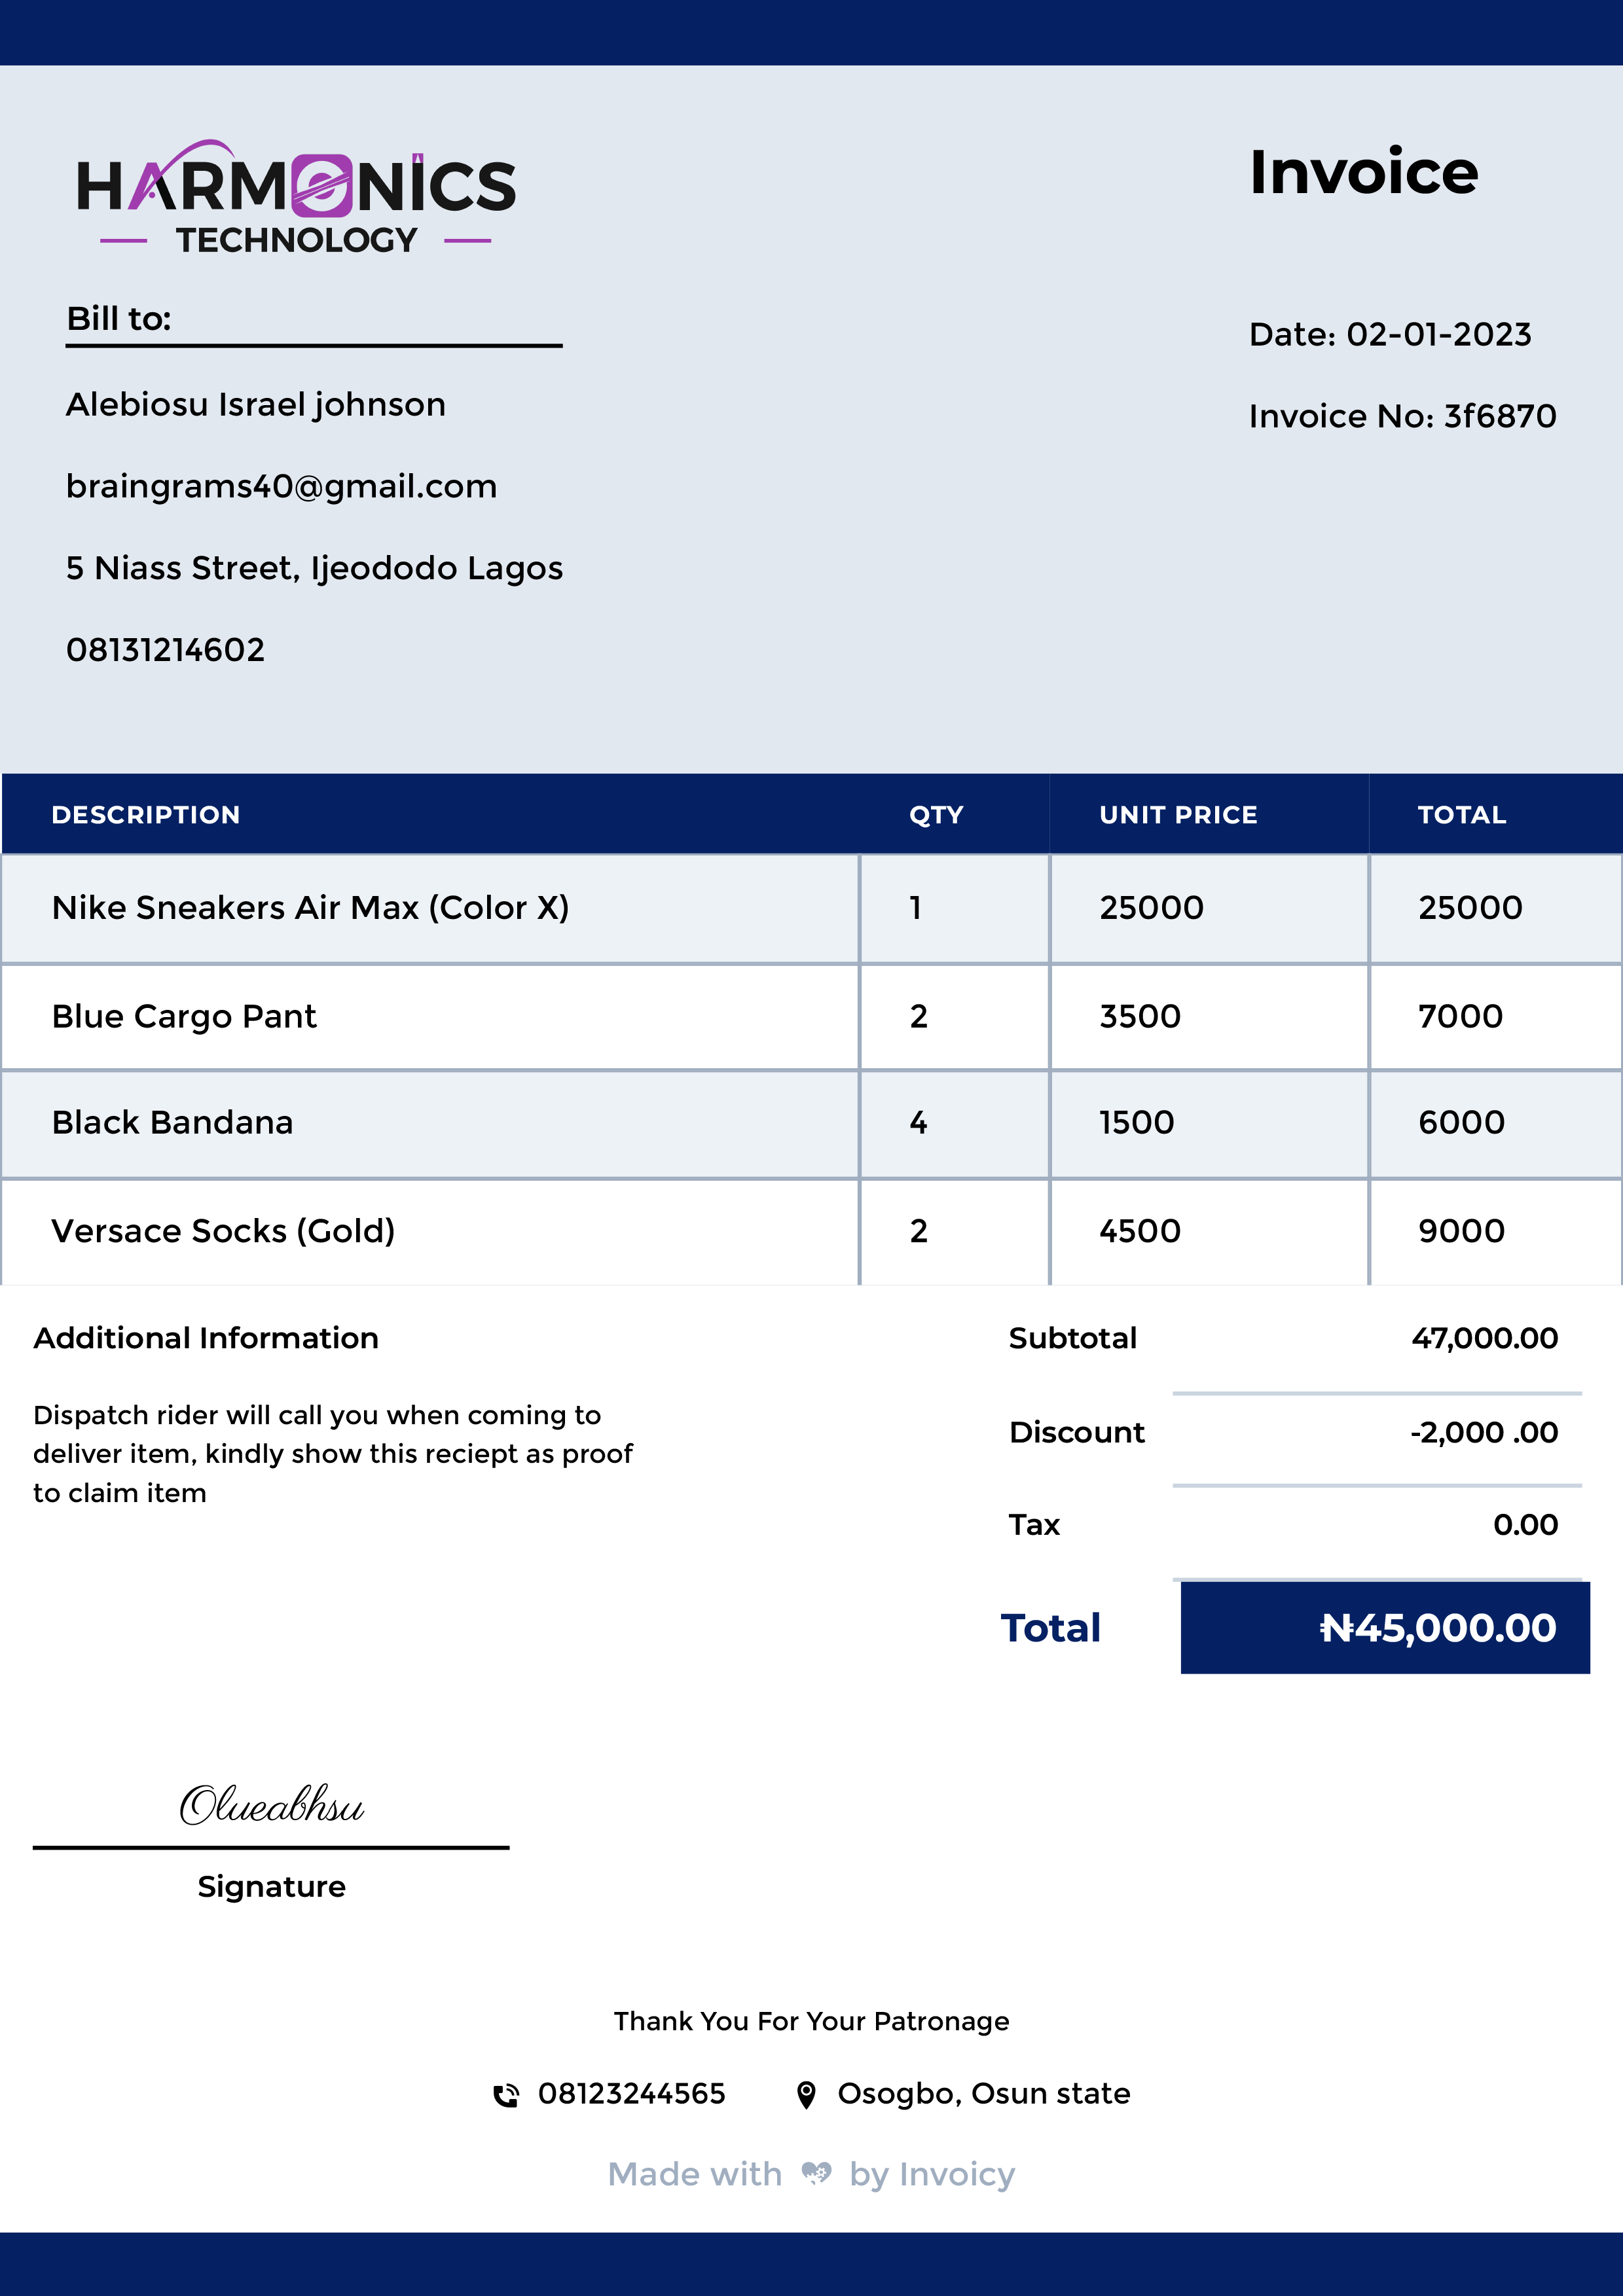 HARMONICS
TECHNOLOGY
Invoice
Bill to:
Date: 02-01-2023
Alebiosu Israel johnson
Invoice No: 3f6870
braingrams40@gmail.com
5 Niass Street, Ijeododo Lagos
08131214602
DESCRIPTION QTY UNIT PRICE TOTAL
Nike Sneakers Air Max (Color X) 1 25000 25000
Blue Cargo Pant 2 3500 7000
Black Bandana 4 1500 6000
Versace Socks (Gold) 2 4500 9000
Additional Information
Dispatch rider will call you when coming to
deliver item, kindly show this reciept as proof
to claim item
Subtotal 47,000.00
Discount -2,000 .00
Tax 0.00
Total ₦45,000.00
Olueabhsu
Signature
Thank You For Your Patronage
08123244565 Osogbo, Osun state
Made with by Invoicy